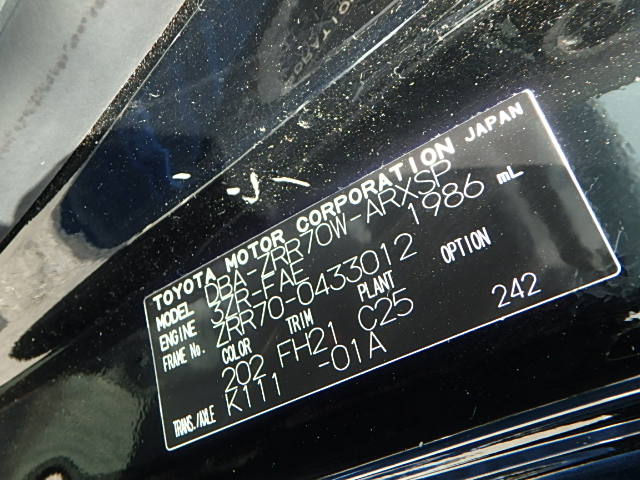 TOYOTA MOTOR CORPORATION JAPAN
MODEL DBA-ZRR70W-ARXSP
ENGINE 3ZR-FAE 1986 mL
FRAME No. ZRR70-0433012
COLOR TRIM PLANT OPTION
202 FH21 C25 242
TRANS./AXLE K111 -01A